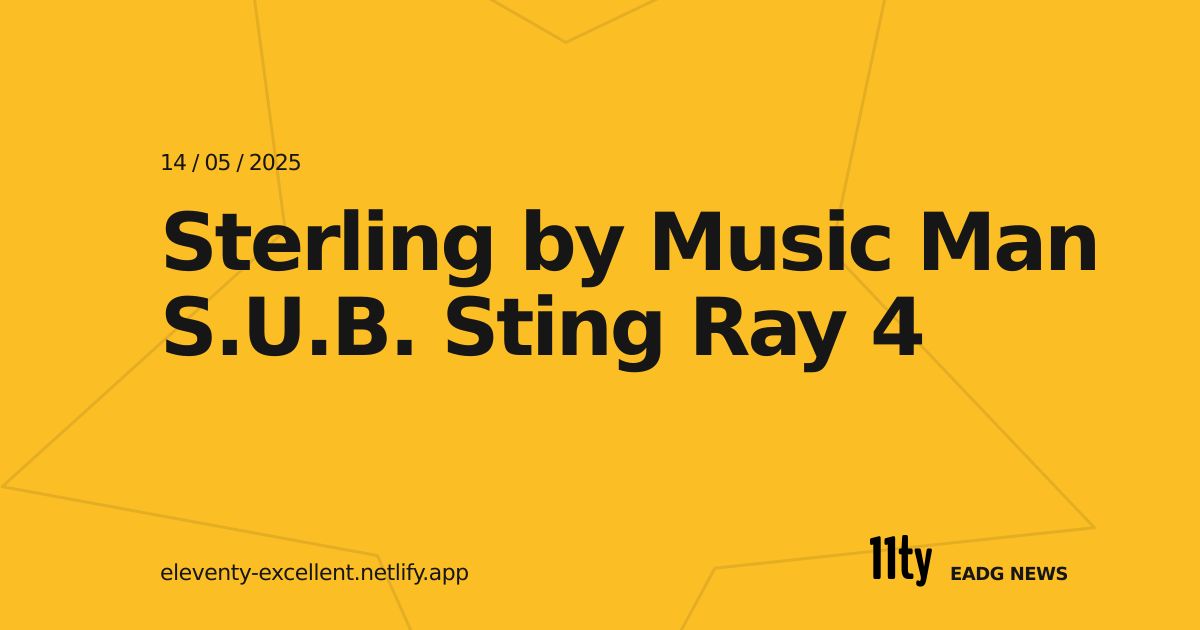 14 / 05 / 2025
Sterling by Music Man
S.U.B. Sting Ray 4
eleventy-excellent.netlify.app
11ty EADG NEWS